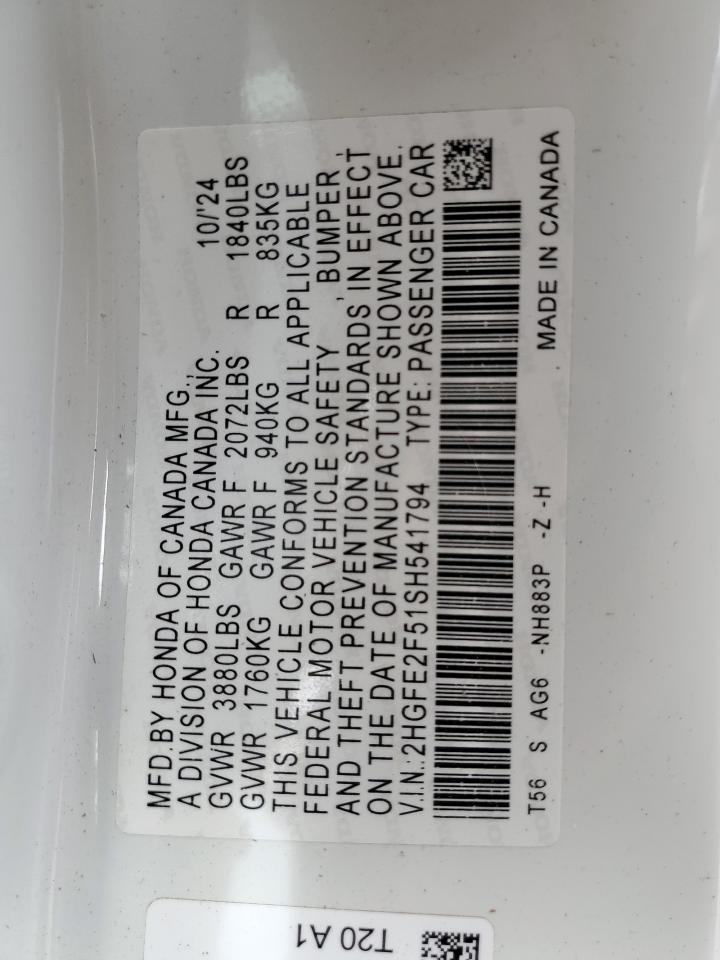 MFD.BY HONDA OF CANADA MFG.,
A DIVISION OF HONDA CANADA INC. 10/'24
GVWR 3880LBS GAWR F 2072LBS R 1840LBS
GVWR 1760KG GAWR F 940KG R 835KG
THIS VEHICLE CONFORMS TO ALL APPLICABLE
FEDERAL MOTOR VEHICLE SAFETY , BUMPER ,
AND THEFT PREVENTION STANDARDS IN EFFECT
ON THE DATE OF MANUFACTURE SHOWN ABOVE.
V.I.N.:2HGFE2F51SH541794 TYPE: PASSENGER CAR
T56 S AG6 -NH883P -Z -H MADE IN CANADA
T20 A1